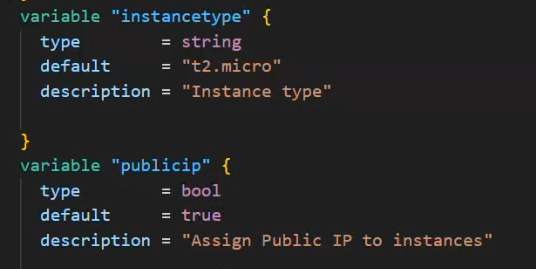 variable "instancetype" {
  type        = string
  default     = "t2.micro"
  description = "Instance type"
}
variable "publicip" {
  type        = bool
  default     = true
  description = "Assign Public IP to instances"